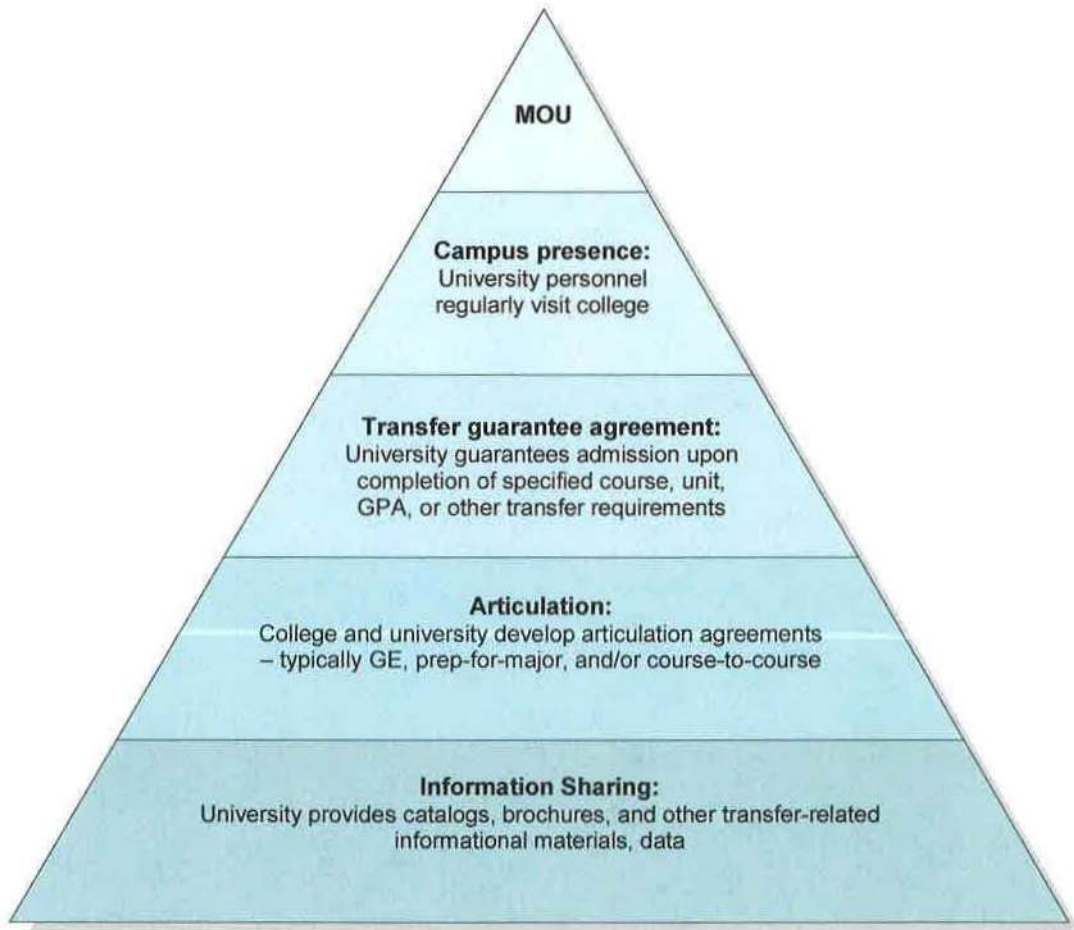 MOU
Campus presence:
University personnel
regularly visit college
Transfer guarantee agreement:
University guarantees admission upon
completion of specified course, unit,
GPA, or other transfer requirements
Articulation:
College and university develop articulation agreements
– typically GE, prep-for-major, and/or course-to-course
Information Sharing:
University provides catalogs, brochures, and other transfer-related
informational materials, data